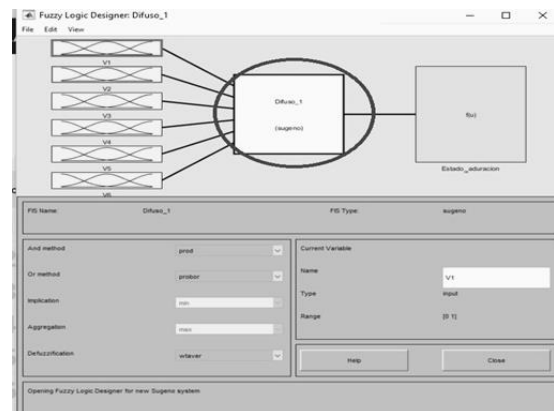 Fuzzy Logic Designer: Difuso_1
File Edit View
V1
V2
V3
V4
V5
V6
Difuso_1
(sugeno)
f(u)
Estado_aduracion
FIS Name: Difuso_1 FIS Type: sugeno
And method prod
Or method probor
Implication min
Aggregation max
Defuzzification wtaver
Current Variable
Name V1
Type input
Range [0 1]
Help Close
Opening Fuzzy Logic Designer for new Sugeno system